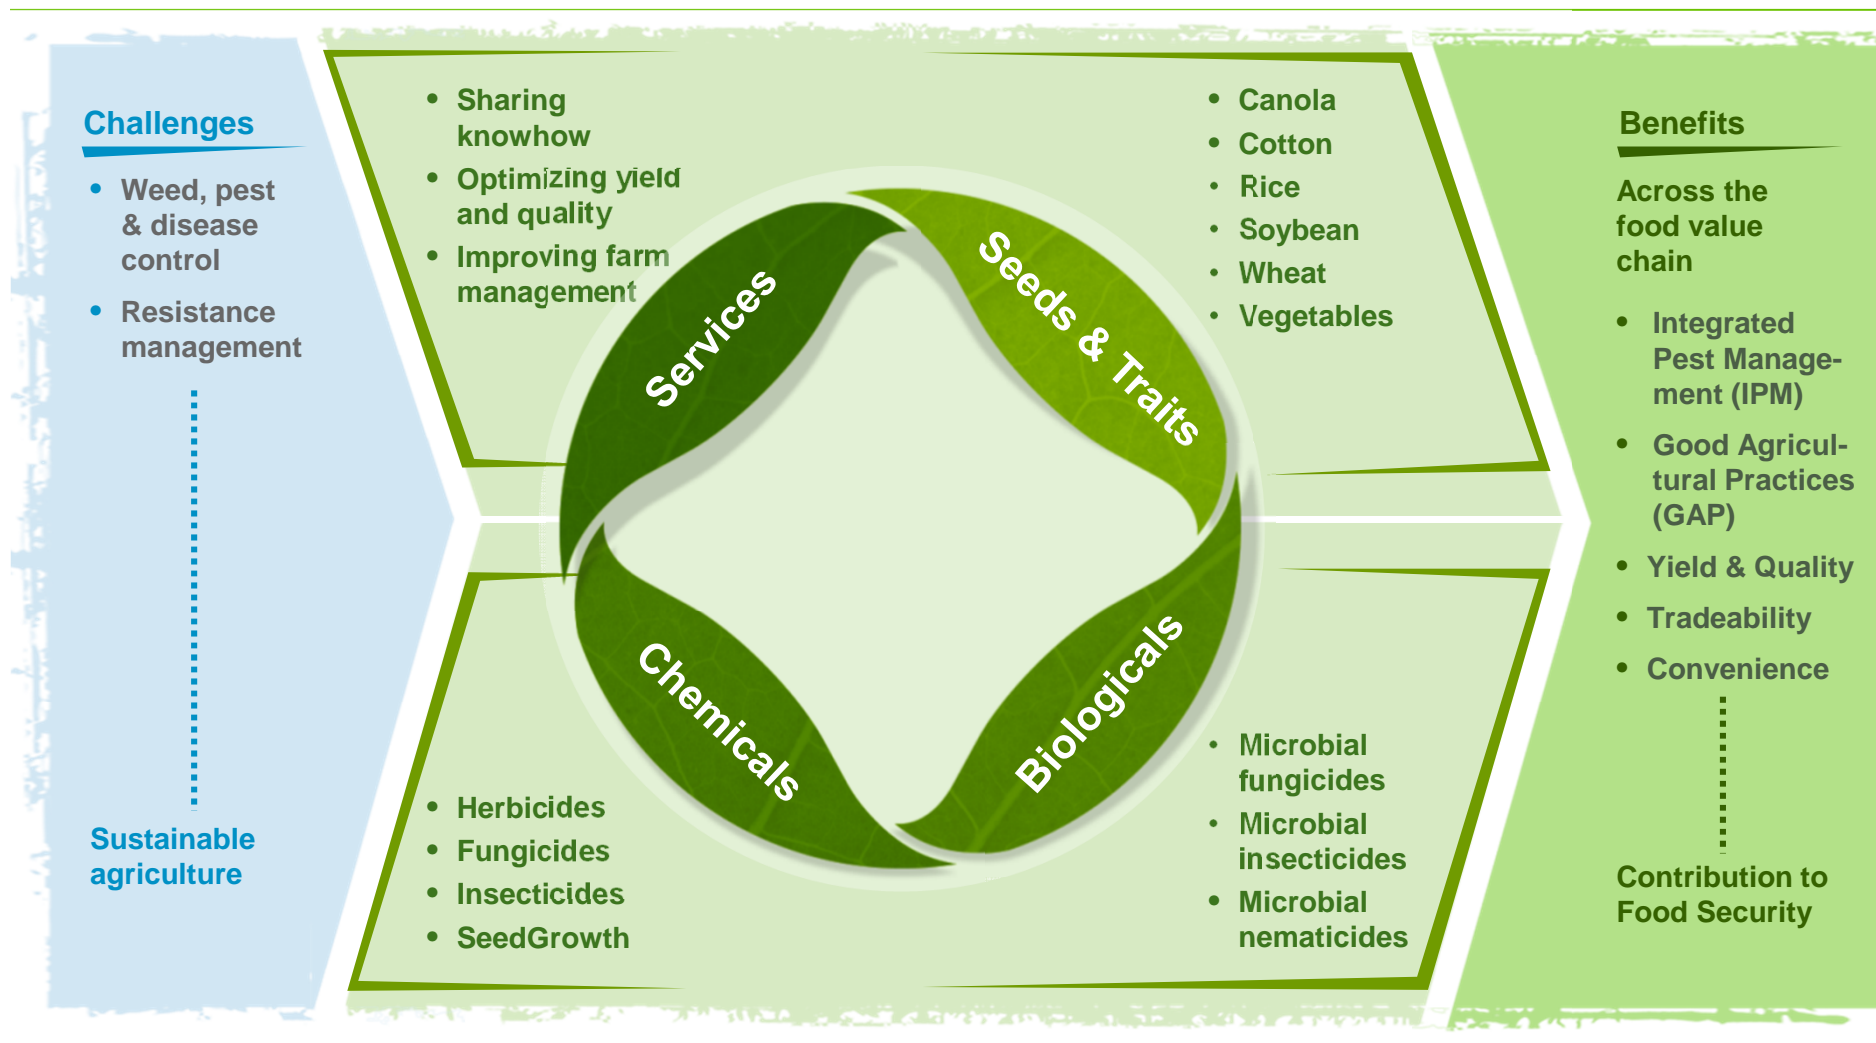 Challenges
• Weed, pest
& disease
control
• Resistance
management
Sustainable
agriculture
• Sharing
knowhow
• Optimizing yield
and quality
• Improving farm
management
Services
• Canola
• Cotton
• Rice
• Soybean
• Wheat
• Vegetables
Seeds & Traits
Chemicals
• Herbicides
• Fungicides
• Insecticides
• SeedGrowth
Biologicals
• Microbial
fungicides
• Microbial
insecticides
• Microbial
nematicides
Benefits
Across the
food value
chain
• Integrated
Pest Manage-
ment (IPM)
• Good Agricul-
tural Practices
(GAP)
• Yield & Quality
• Tradeability
• Convenience
Contribution to
Food Security